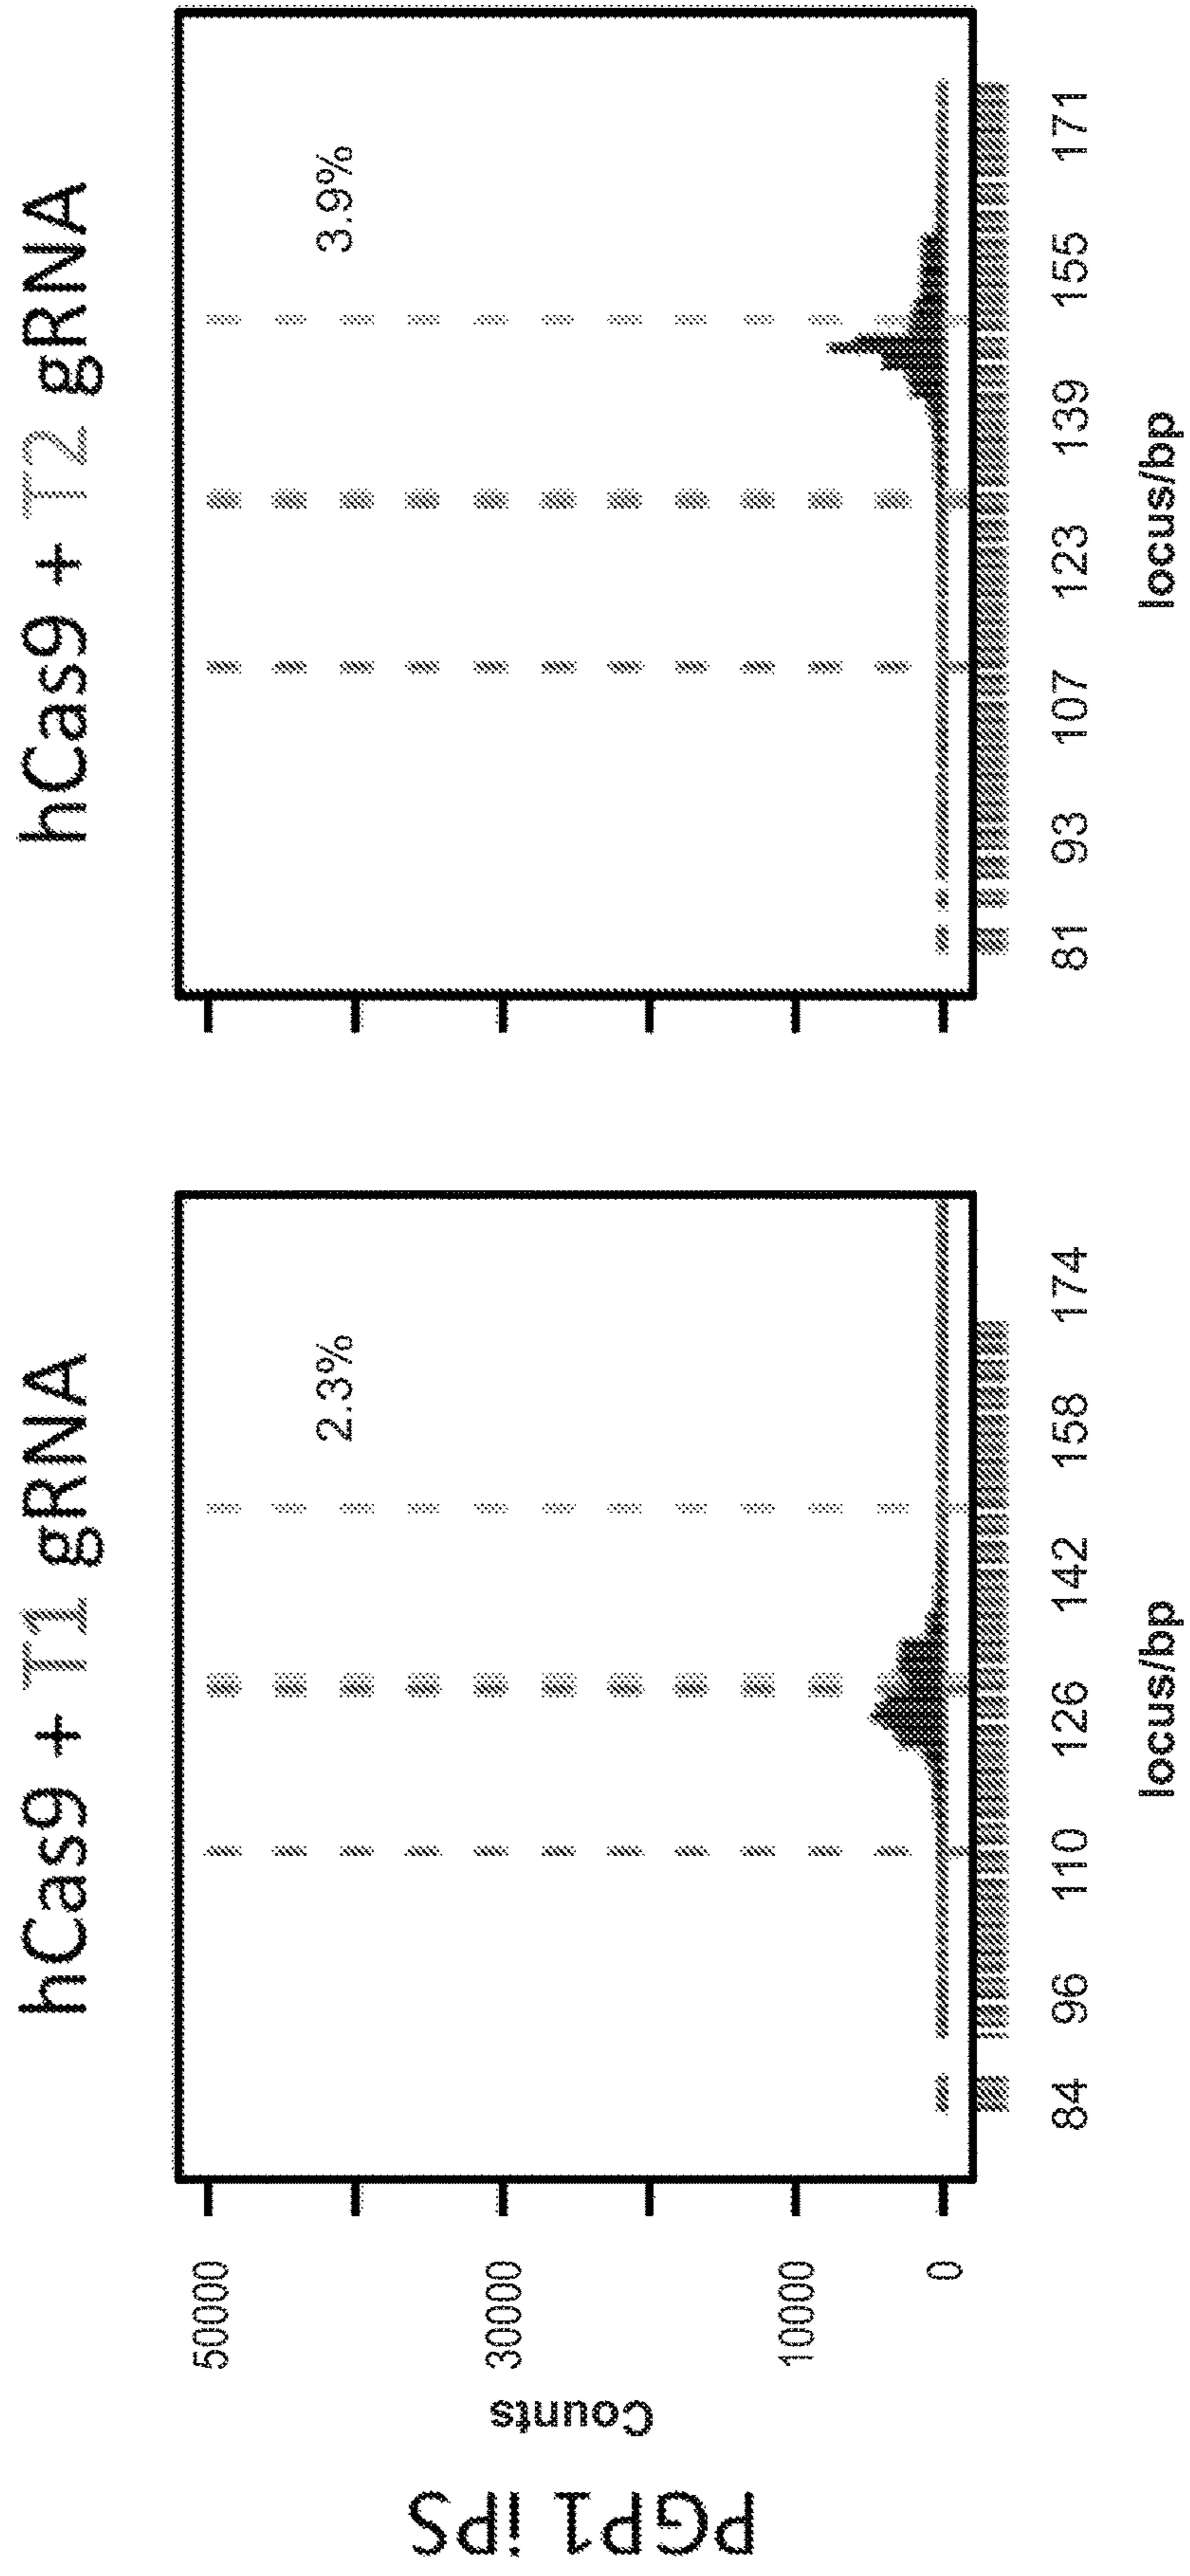 hCas9 + T1 gRNA
hCas9 + T2 gRNA
PGP1 iPS
Counts
50000
30000
10000
0
2.3%
3.9%
84 96 110 126 142 158 174
81 93 107 123 139 155 171
locus/bp
locus/bp